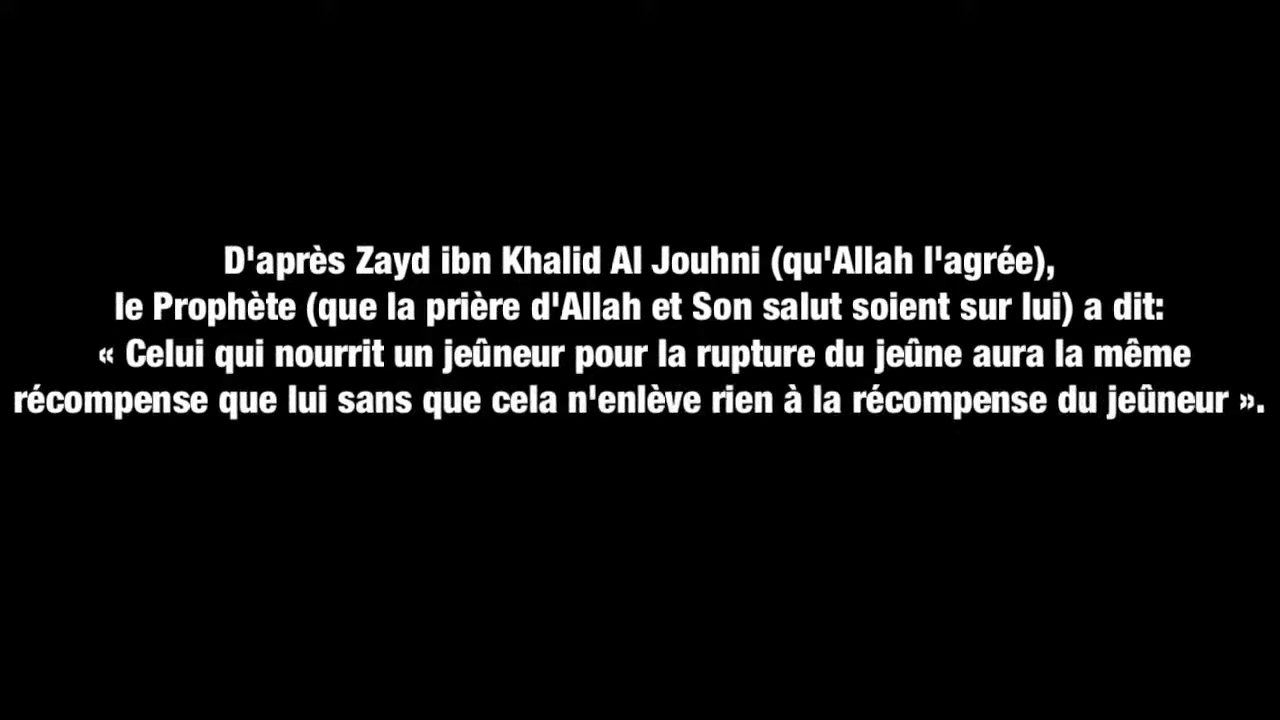 D'après Zayd ibn Khalid Al Jouhni (qu'Allah l'agrée),
le Prophète (que la prière d'Allah et Son salut soient sur lui) a dit:
« Celui qui nourrit un jeûneur pour la rupture du jeûne aura la même
récompense que lui sans que cela n'enlève rien à la récompense du jeûneur ».